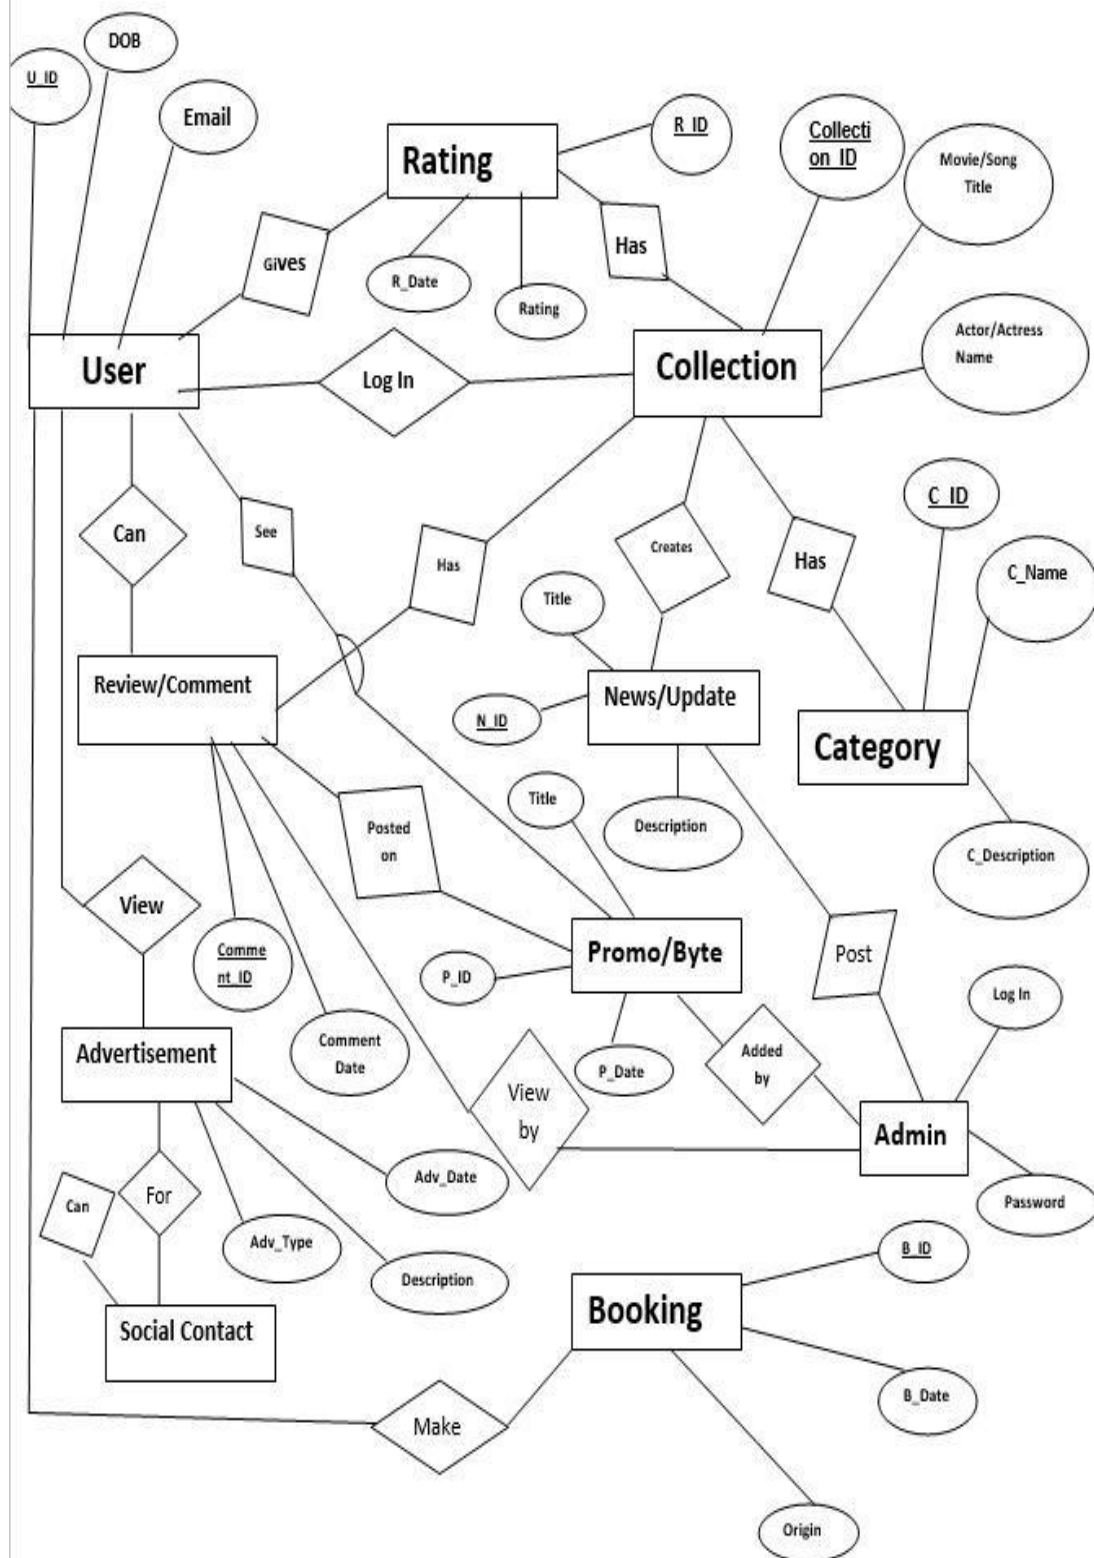 DOB
U_ID
Email
Rating
R_ID
Collecti
on_ID
Movie/Song
Title
Gives
Has
R_Date
Rating
User
Log In
Collection
Actor/Actress
Name
Can
See
Has
Creates
Has
C_ID
C_Name
Title
Review/Comment
N_ID
News/Update
Category
Title
Posted
on
Description
C_Description
View
Comme
nt_ID
P_ID
Promo/Byte
Post
Log In
Advertisement
Comment
Date
P_Date
Added
by
View
by
Admin
Can
For
Adv_Date
Password
Adv_Type
Description
B_ID
Social Contact
Booking
B_Date
Make
Origin